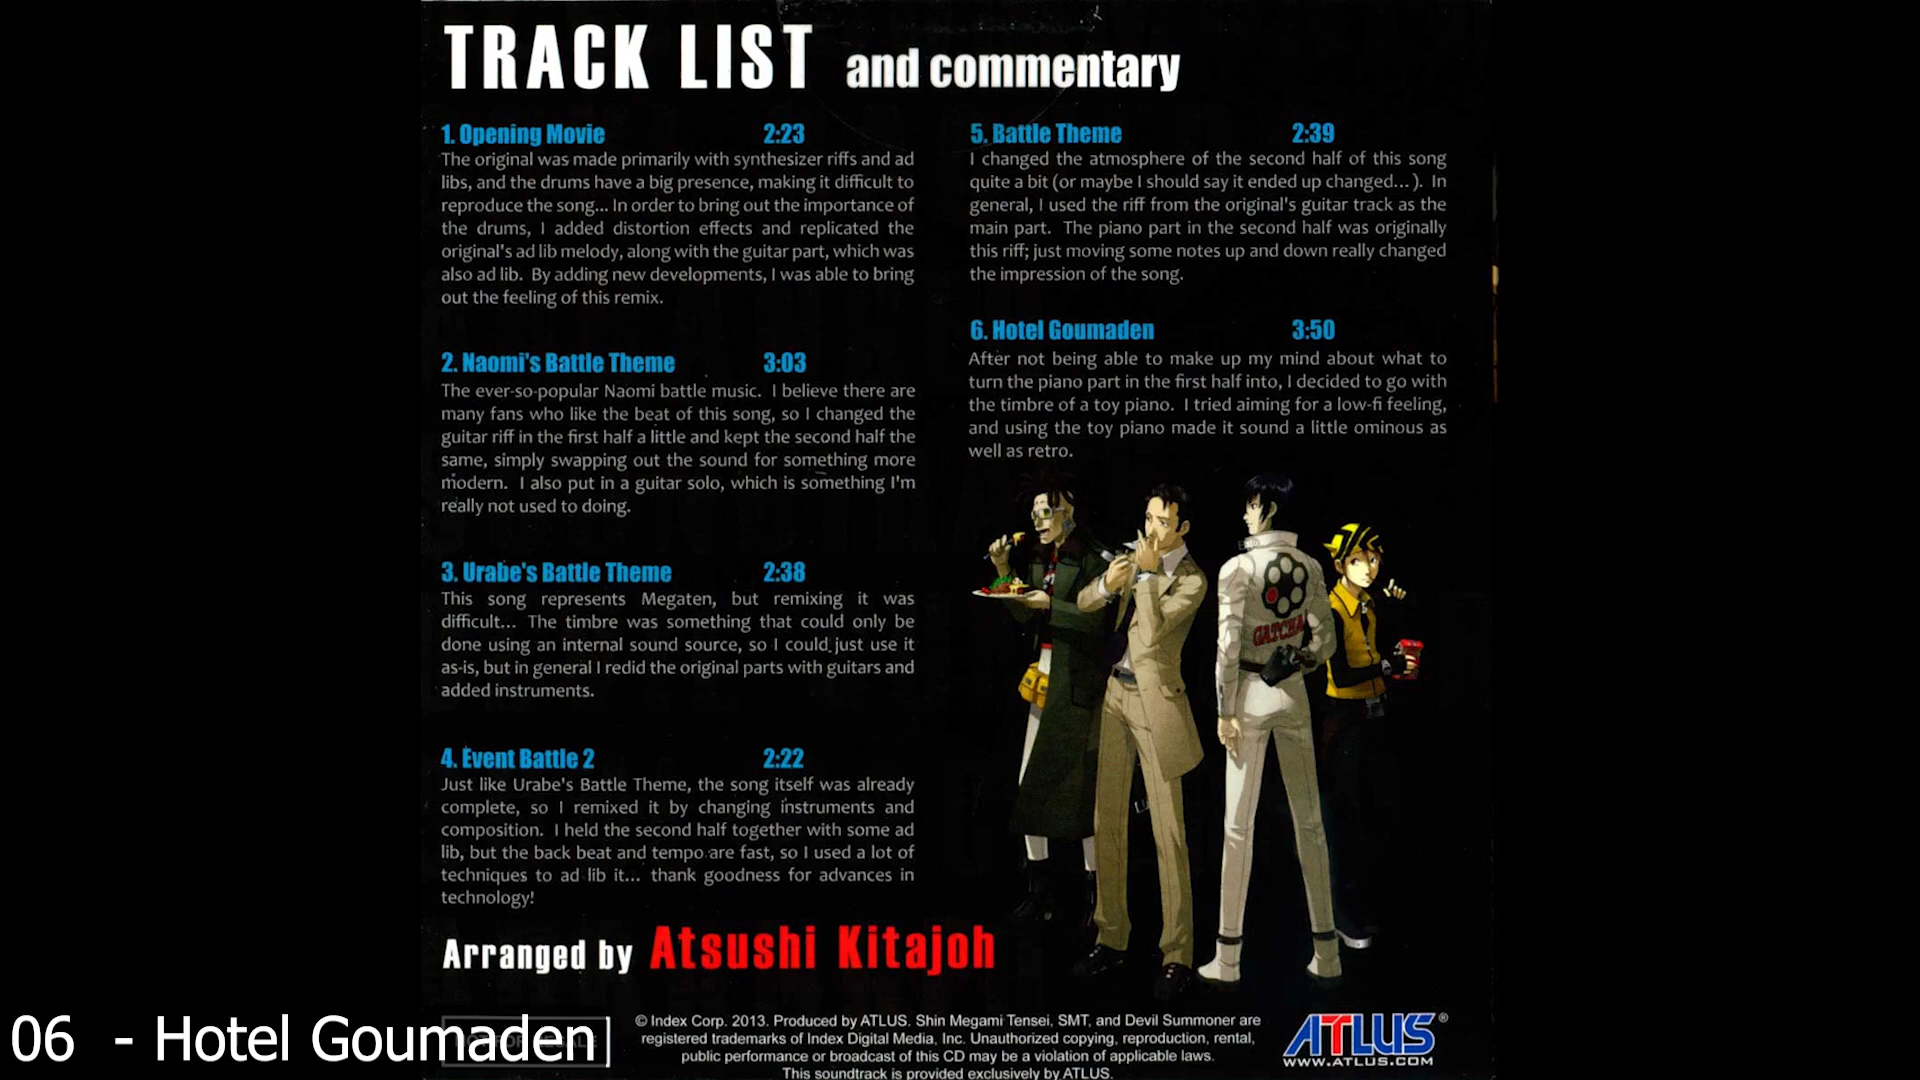 TRACK LIST and commentary
1. Opening Movie 2:23
The original was made primarily with synthesizer riffs and ad
libs, and the drums have a big presence, making it difficult to
reproduce the song... In order to bring out the importance of
the drums, I added distortion effects and replicated the
original's ad lib melody, along with the guitar part, which was
also ad lib. By adding new developments, I was able to bring
out the feeling of this remix.
2. Naomi's Battle Theme 3:03
The ever-so-popular Naomi battle music. I believe there are
many fans who like the beat of this song, so I changed the
guitar riff in the first half a little and kept the second half the
same, simply swapping out the sound for something more
modern. I also put in a guitar solo, which is something I'm
really not used to doing.
3. Urabe's Battle Theme 2:38
This song represents Megaten, but remixing it was
difficult... The timbre was something that could only be
done using an internal sound source, so I could just use it
as-is, but in general I redid the original parts with guitars and
added instruments.
4. Event Battle 2 2:22
Just like Urabe's Battle Theme, the song itself was already
complete, so I remixed it by changing instruments and
composition. I held the second half together with some ad
lib, but the back beat and tempo are fast, so I used a lot of
techniques to ad lib it... thank goodness for advances in
technology!
5. Battle Theme 2:39
I changed the atmosphere of the second half of this song
quite a bit (or maybe I should say it ended up changed...). In
general, I used the riff from the original's guitar track as the
main part. The piano part in the second half was originally
this riff; just moving some notes up and down really changed
the impression of the song.
6. Hotel Goumaden 3:50
After not being able to make up my mind about what to
turn the piano part in the first half into, I decided to go with
the timbre of a toy piano. I tried aiming for a low-fi feeling,
and using the toy piano made it sound a little ominous as
well as retro.
GATCHA
Arranged by Atsushi Kitajoh
© Index Corp. 2013. Produced by ATLUS. Shin Megami Tensei, SMT, and Devil Summoner are
registered trademarks of Index Digital Media, Inc. Unauthorized copying, reproduction, rental,
public performance or broadcast of this CD may be a violation of applicable laws.
This soundtrack is provided exclusively by ATLUS.
ATLUS®
WWW.ATLUS.COM
06 - Hotel Goumaden